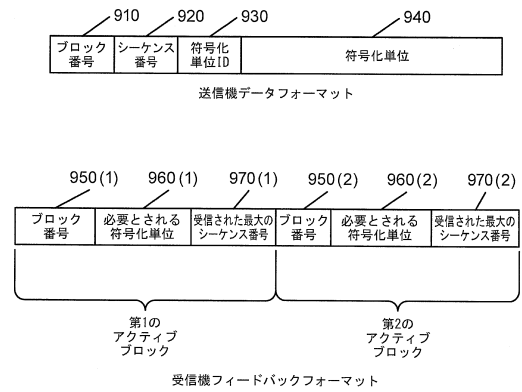 910 920 930 940
ブロック シーケンス 符号化 符号化単位
番号 番号 単位ID
送信機データフォーマット
950(1) 960(1) 970(1) 950(2) 960(2) 970(2)
ブロック 必要とされる 受信された最大の ブロック 必要とされる 受信された最大の
番号 符号化単位 シーケンス番号 番号 符号化単位 シーケンス番号
第1の 第2の
アクティブ アクティブ
ブロック ブロック
受信機フィードバックフォーマット